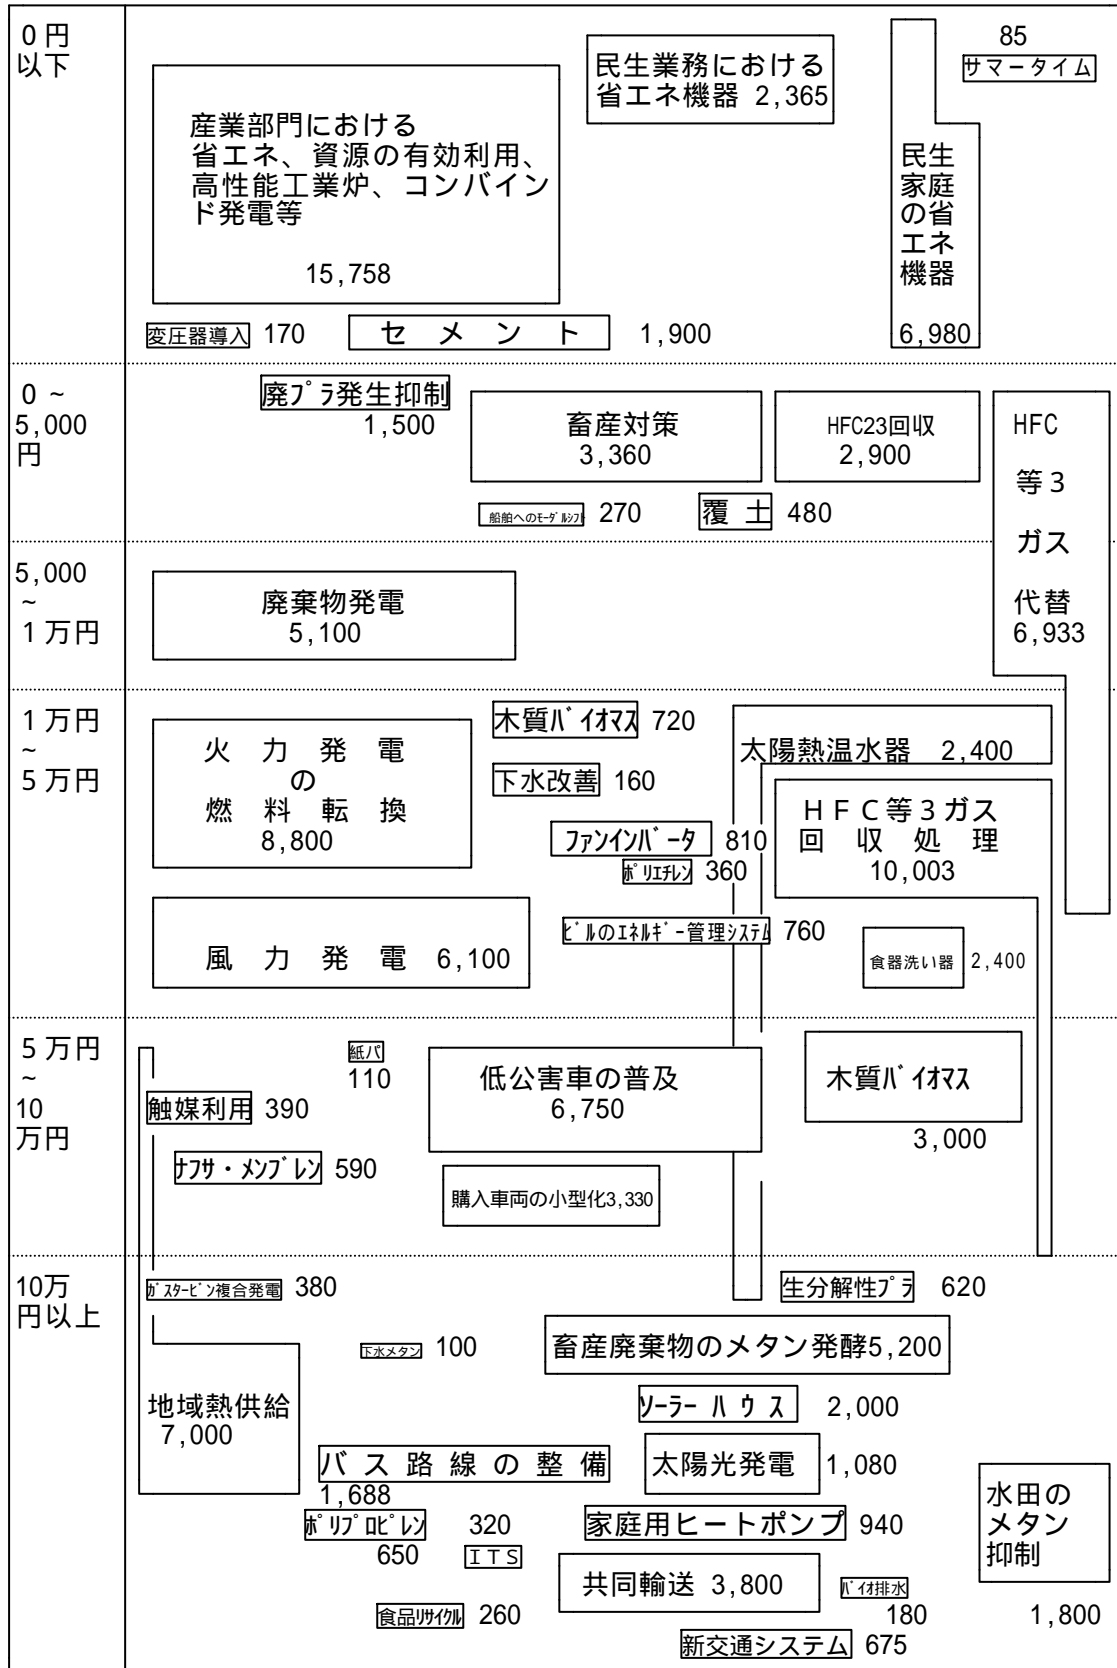 0円
以下
85
サマータイム
民生業務における
省エネ機器 2,365
産業部門における
省エネ、資源の有効利用、
高性能工業炉、コンバイン
ド発電等
15,758
民生
家庭
の省
エネ
機器
6,980
変圧器導入 170
セメント 1,900
0~
5,000
円
廃プラ発生抑制
1,500
畜産対策
3,360
HFC23回収
2,900
HFC
等3
ガス
代替
6,933
船舶へのモーダルシフト 270
覆土 480
5,000
~
1万円
廃棄物発電
5,100
1万円
~
5万円
火力発電
の
燃料転換
8,800
木質バイオマス 720
下水改善 160
太陽熱温水器 2,400
ファンインバータ 810
ポリエチレン 360
HFC等3ガス
回収処理
10,003
風力発電 6,100
ビルのエネルギー管理システム 760
食器洗い器 2,400
5万円
~
10
万円
紙パ
110
触媒利用 390
低公害車の普及
6,750
木質バイオマス
3,000
ナフサ・メンブレン 590
購入車両の小型化3,330
10万
円以上
ガスタービン複合発電 380
生分解性プラ 620
下水メタン 100
畜産廃棄物のメタン発酵5,200
地域熱供給
7,000
ソーラーハウス 2,000
バス路線の整備
1,688
太陽光発電 1,080
水田の
メタン
抑制
1,800
ポリプロピレン 320
650
ITS
家庭用ヒートポンプ 940
共同輸送 3,800
バイオ排水
180
食品リサイクル 260
新交通システム 675